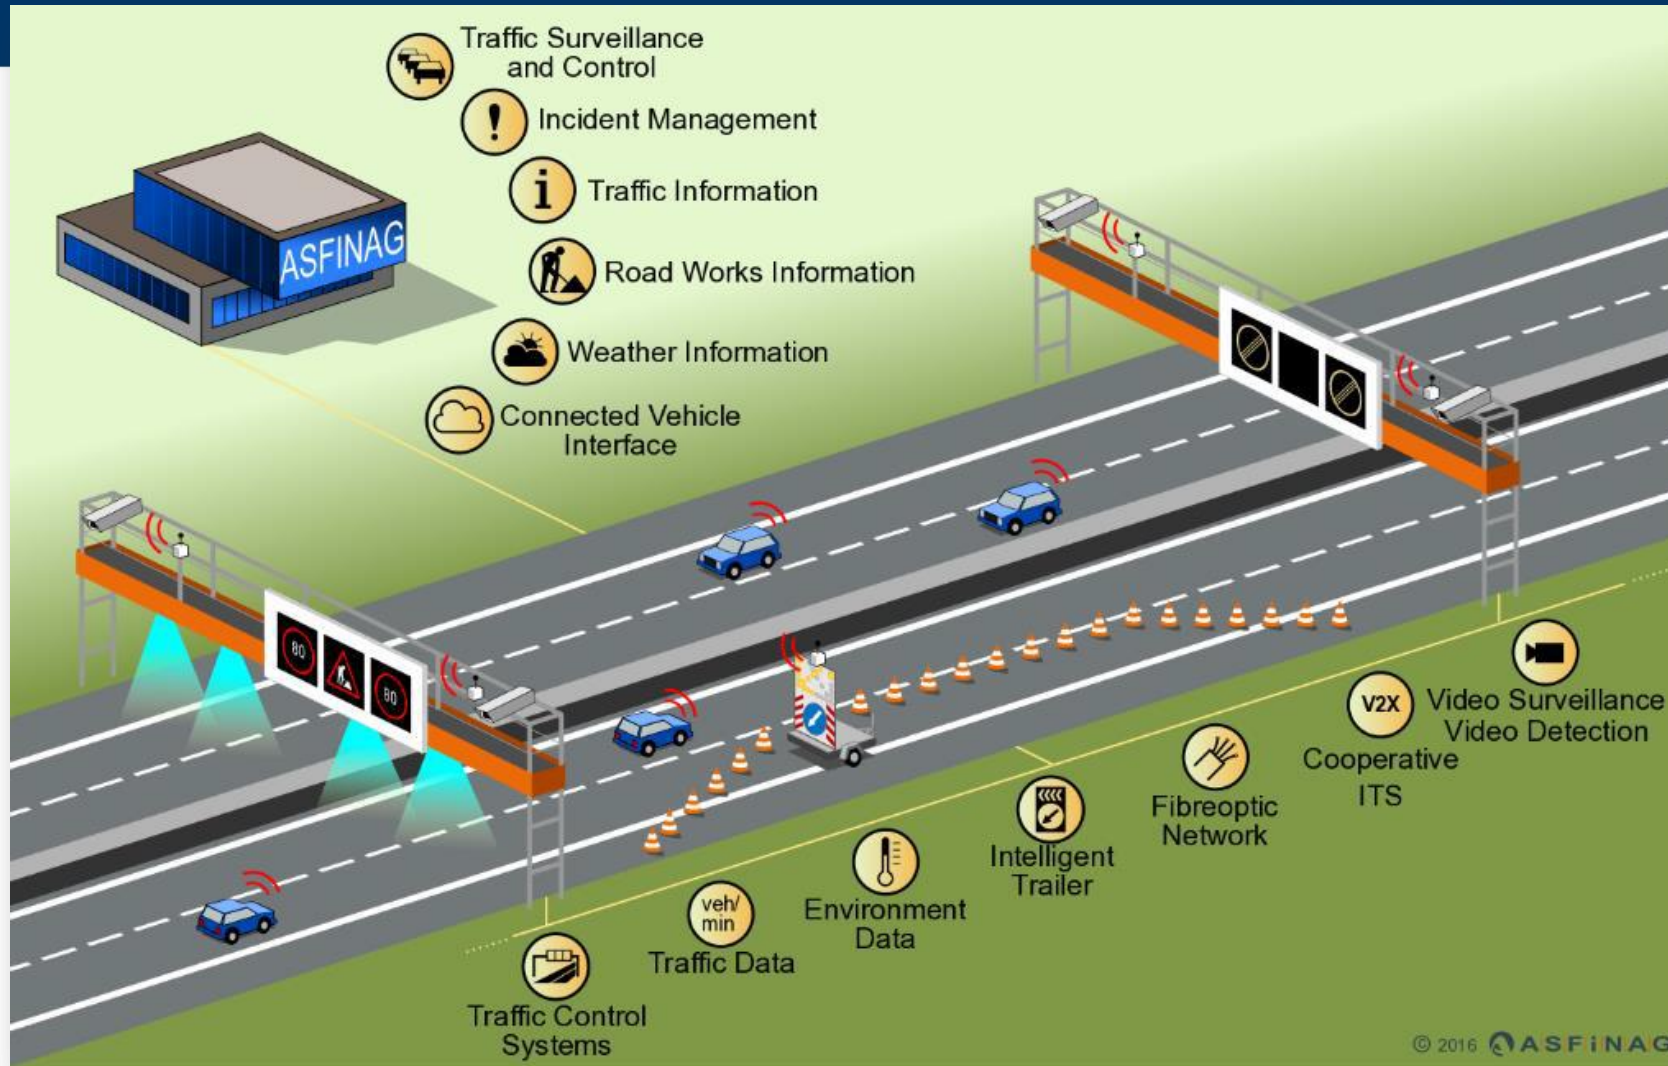 Traffic Surveillance
and Control
Incident Management
Traffic Information
Road Works Information
Weather Information
Connected Vehicle
Interface
ASFINAG
80
80
Video Surveillance
Video Detection
V2X
Cooperative
ITS
Fibreoptic
Network
Intelligent
Trailer
Environment
Data
veh/
min
Traffic Data
Traffic Control
Systems
© 2016 ASFiNAG